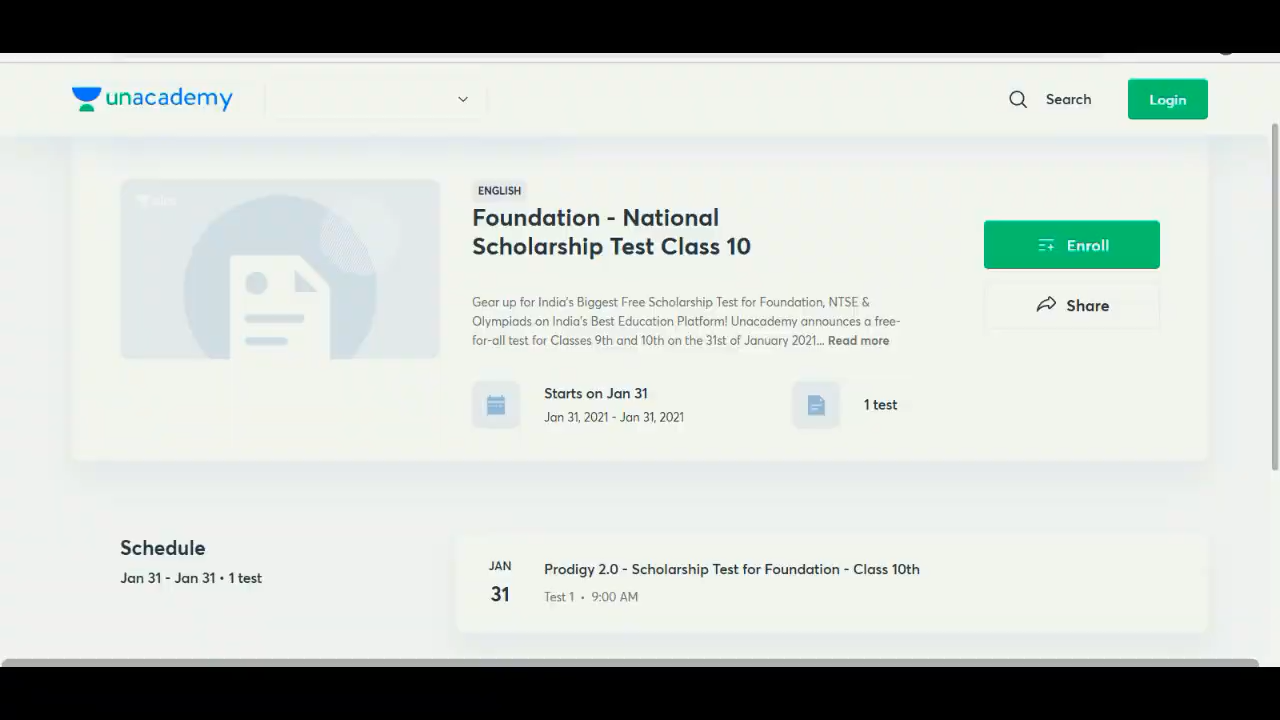 unacademy
Search
Login
ENGLISH
Foundation - National
Scholarship Test Class 10
Enroll
Share
Gear up for India's Biggest Free Scholarship Test for Foundation, NTSE &
Olympiads on India's Best Education Platform! Unacademy announces a free-
for-all test for Classes 9th and 10th on the 31st of January 2021... Read more
Starts on Jan 31
Jan 31, 2021 - Jan 31, 2021
1 test
Schedule
Jan 31 - Jan 31 • 1 test
JAN
31
Prodigy 2.0 - Scholarship Test for Foundation - Class 10th
Test 1 • 9:00 AM